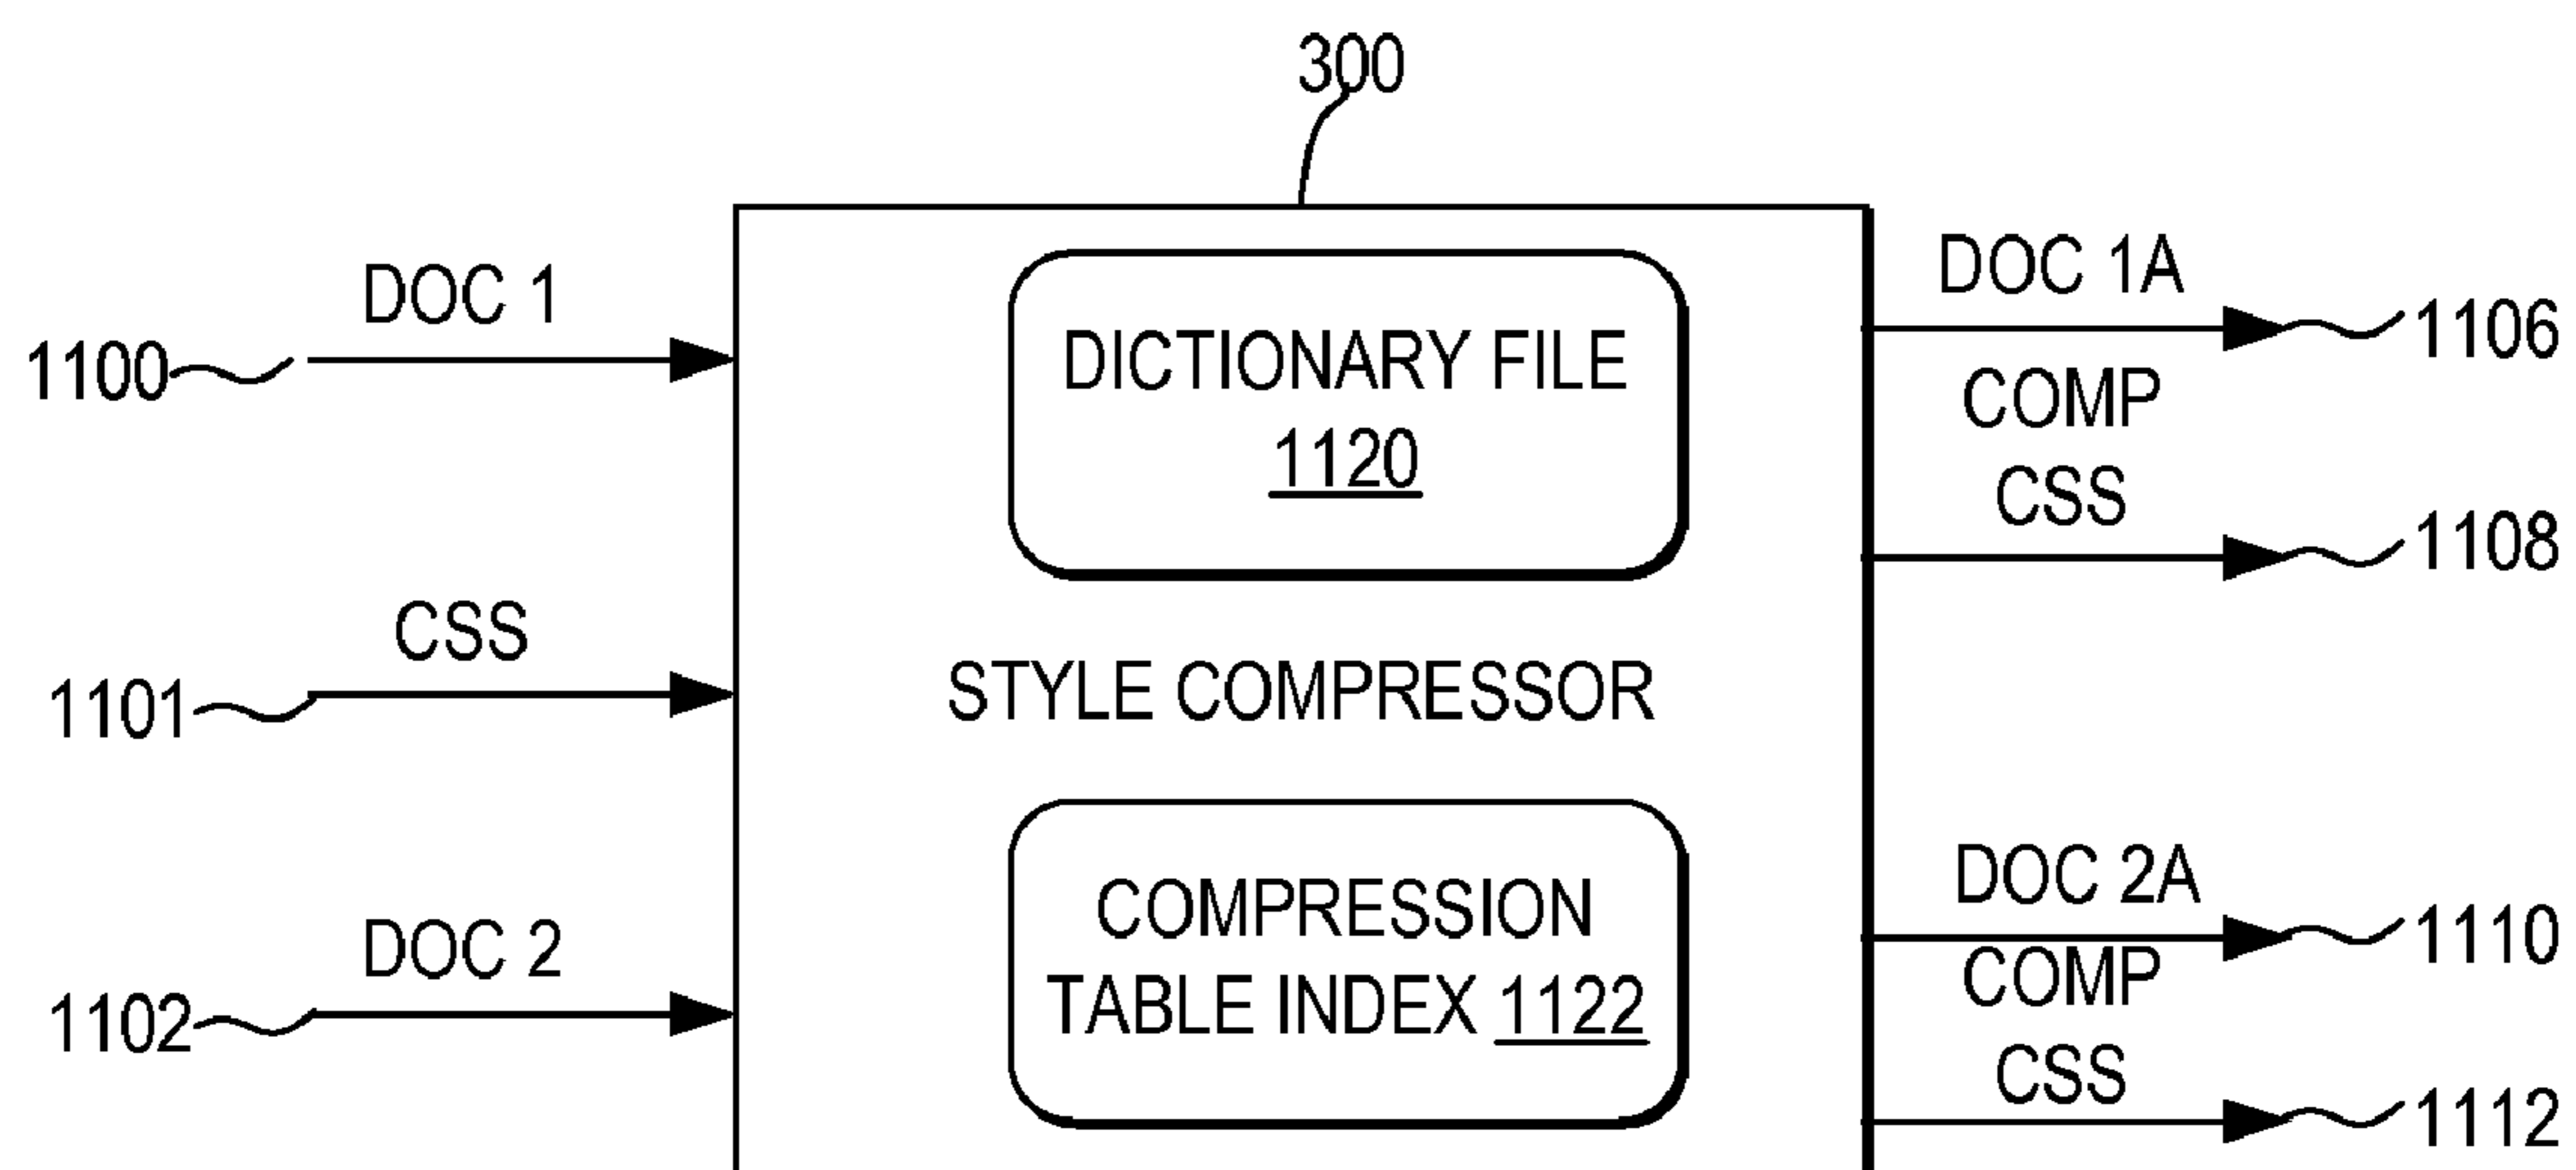 300
DOC 1
1100
CSS
1101
DOC 2
1102
DICTIONARY FILE
1120
STYLE COMPRESSOR
COMPRESSION
TABLE INDEX 1122
DOC 1A
1106
COMP
CSS
1108
DOC 2A
1110
COMP
CSS
1112